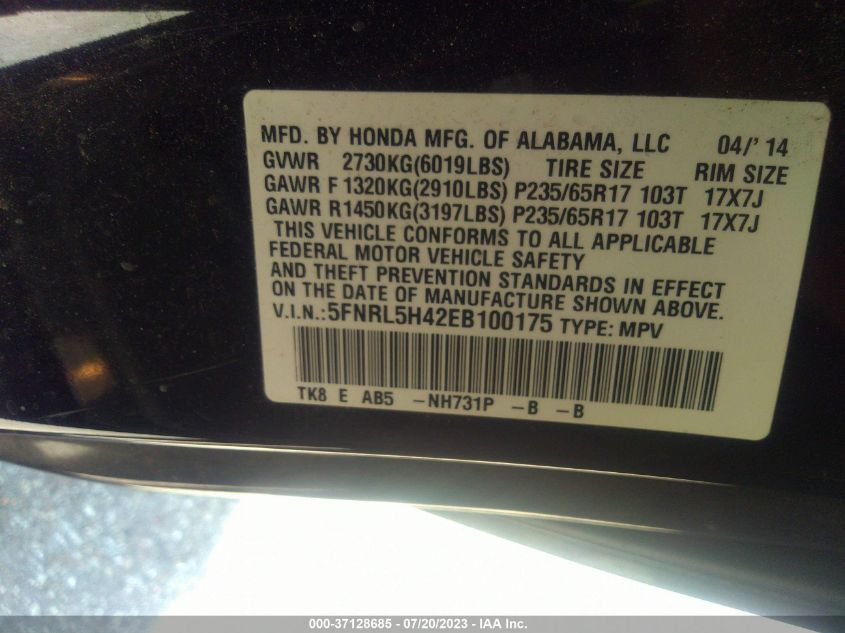 MFD. BY HONDA MFG. OF ALABAMA, LLC 04/' 14
GVWR 2730KG(6019LBS) TIRE SIZE RIM SIZE
GAWR F 1320KG(2910LBS) P235/65R17 103T 17X7J
GAWR R1450KG(3197LBS) P235/65R17 103T 17X7J
THIS VEHICLE CONFORMS TO ALL APPLICABLE
FEDERAL MOTOR VEHICLE SAFETY
AND THEFT PREVENTION STANDARDS IN EFFECT
ON THE DATE OF MANUFACTURE SHOWN ABOVE.
V.I.N.:5FNRL5H42EB100175 TYPE: MPV
TK8 E AB5 -NH731P -B -B
000-37128685 / 07/20/2023 / IAA Inc.